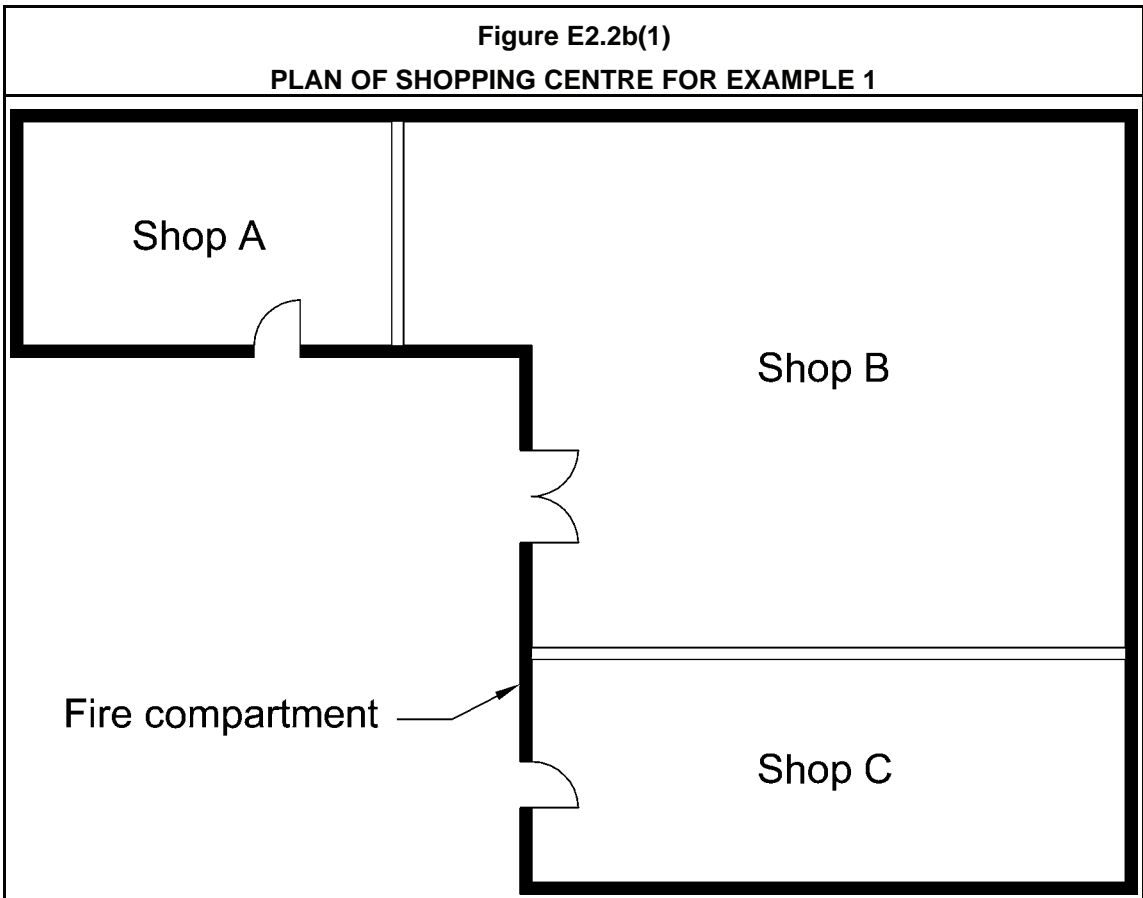 Figure E2.2b(1)
PLAN OF SHOPPING CENTRE FOR EXAMPLE 1
Shop A
Shop B
Fire compartment
Shop C